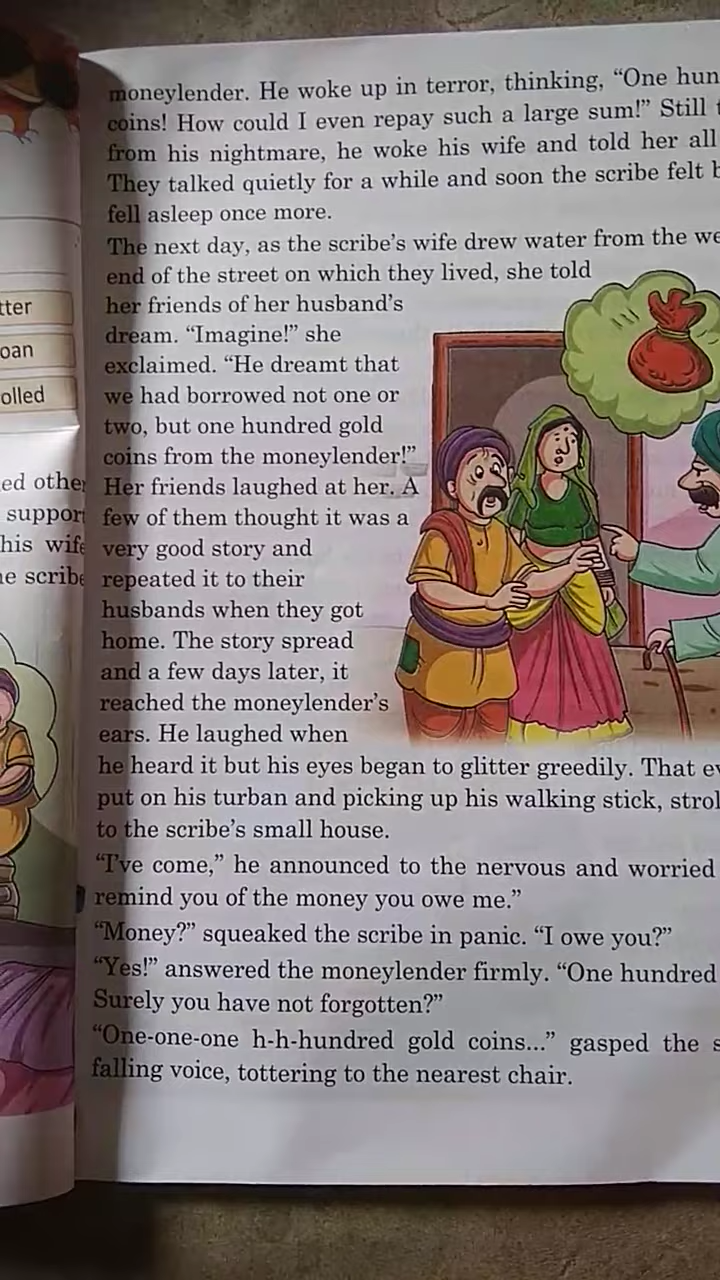 tter
oan
olled
ed other
support
his wife
e scribe
moneylender. He woke up in terror, thinking, “One hun
coins! How could I even repay such a large sum!” Still
from his nightmare, he woke his wife and told her all
They talked quietly for a while and soon the scribe felt
fell asleep once more.
The next day, as the scribe’s wife drew water from the we
end of the street on which they lived, she told
her friends of her husband’s
dream. “Imagine!” she
exclaimed. “He dreamt that
we had borrowed not one or
two, but one hundred gold
coins from the moneylender!”
Her friends laughed at her. A
few of them thought it was a
very good story and
repeated it to their
husbands when they got
home. The story spread
and a few days later, it
reached the moneylender’s
ears. He laughed when
he heard it but his eyes began to glitter greedily. That ev
put on his turban and picking up his walking stick, strol
to the scribe’s small house.
“I’ve come,” he announced to the nervous and worried
remind you of the money you owe me.”
“Money?” squeaked the scribe in panic. “I owe you?”
“Yes!” answered the moneylender firmly. “One hundred
Surely you have not forgotten?”
“One-one-one h-h-hundred gold coins...” gasped the s
falling voice, tottering to the nearest chair.